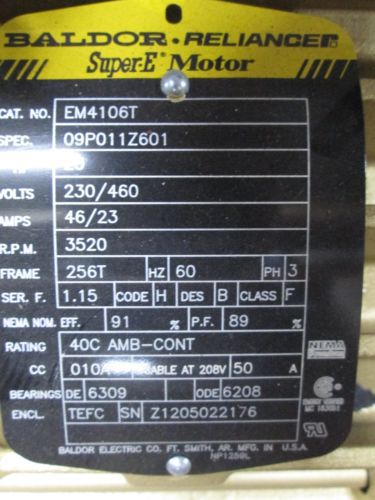 BALDOR · RELIANCER
Super-E Motor
CAT. NO. EM4106T
SPEC. 09P011Z601
20
VOLTS 230/460
AMPS 46/23
R.P.M. 3520
FRAME 256T HZ 60 PH 3
SER. F. 1.15 CODE H DES B CLASS F
NEMA NOM. EFF. 91 % P.F. 89 %
RATING 40C AMB-CONT NEMA
CC 010A USABLE AT 208V 50 A
BEARINGS DE 6309 ODE 6208
ENCL. TEFC SN Z1205022176
BALDOR ELECTRIC CO. FT. SMITH, AR. MFG. IN U.S.A.
NP1259L